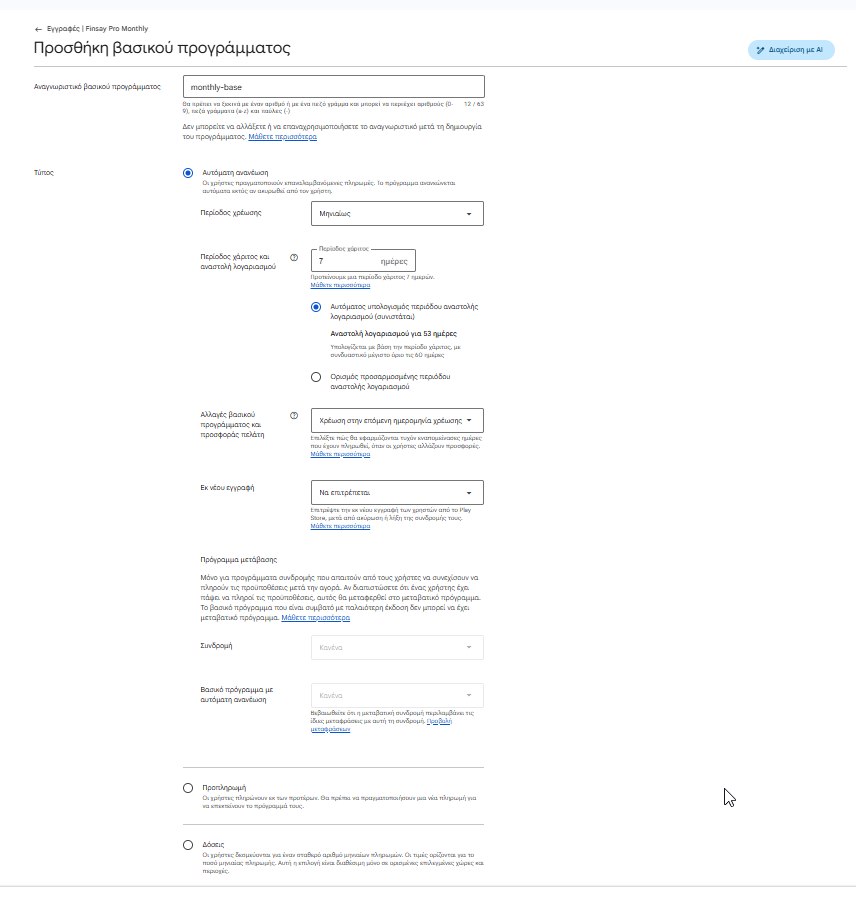 ← Εγγραφές | Finsay Pro Monthly
Προσθήκη βασικού προγράμματος
Διαχείριση με AI
Αναγνωριστικό βασικού προγράμματος
monthly-base
Θα πρέπει να ξεκινά με έναν αριθμό ή με ένα πεζό γράμμα και μπορεί να περιέχει αριθμούς (0-
9), πεζά γράμματα (a-z) και παύλες (-)
12 / 63
Δεν μπορείτε να αλλάξετε ή να επαναχρησιμοποιήσετε το αναγνωριστικό μετά τη δημιουργία
του προγράμματος. Μάθετε περισσότερα
Τύπος
Αυτόματη ανανέωση
Οι χρήστες πραγματοποιούν επαναλαμβανόμενες πληρωμές. Το πρόγραμμα ανανεώνεται
αυτόματα εκτός αν ακυρωθεί από τον χρήστη.
Περίοδος χρέωσης
Μηνιαίως
Περίοδος χάριτος και
αναστολή λογαριασμού
Περίοδος χάριτος
7 ημέρες
Προτείνουμε μια περίοδο χάριτος 7 ημερών.
Μάθετε περισσότερα
Αυτόματος υπολογισμός περιόδου αναστολής
λογαριασμού (συνιστάται)
Αναστολή λογαριασμού για 53 ημέρες
Υπολογίζεται με βάση την περίοδο χάριτος, με
συνδυαστικό μέγιστο όριο τις 60 ημέρες
Ορισμός προσαρμοσμένης περιόδου
αναστολής λογαριασμού
Αλλαγές βασικού
προγράμματος και
προσφοράς πελάτη
Χρέωση στην επόμενη ημερομηνία χρέωσης
Επιλέξτε πώς θα εφαρμόζονται τυχόν εναπομείνασες ημέρες
που έχουν πληρωθεί, όταν οι χρήστες αλλάζουν προσφορές.
Μάθετε περισσότερα
Εκ νέου εγγραφή
Να επιτρέπεται
Επιτρέψτε την εκ νέου εγγραφή των χρηστών από το Play
Store, μετά από ακύρωση ή λήξη της συνδρομής τους.
Μάθετε περισσότερα
Πρόγραμμα μετάβασης
Μόνο για προγράμματα συνδρομής που απαιτούν από τους χρήστες να συνεχίσουν να
πληρούν τις προϋποθέσεις μετά την αγορά. Αν διαπιστώσετε ότι ένας χρήστης έχει
πάψει να πληροί τις προϋποθέσεις, αυτός θα μεταφερθεί στο μεταβατικό πρόγραμμα.
Το βασικό πρόγραμμα που είναι συμβατό με παλαιότερη έκδοση δεν μπορεί να έχει
μεταβατικό πρόγραμμα. Μάθετε περισσότερα
Συνδρομή
Κανένα
Βασικό πρόγραμμα με
αυτόματη ανανέωση
Κανένα
Βεβαιωθείτε ότι η μεταβατική συνδρομή περιλαμβάνει τις
ίδιες μεταφράσεις με αυτή τη συνδρομή. Προβολή
μεταφράσεων
Προπληρωμή
Οι χρήστες πληρώνουν εκ των προτέρων. Θα πρέπει να πραγματοποιήσουν μια νέα πληρωμή για
να επεκτείνουν το πρόγραμμά τους.
Δόσεις
Οι χρήστες δεσμεύονται για έναν σταθερό αριθμό μηνιαίων πληρωμών. Οι τιμές ορίζονται για το
ποσό μηνιαίας πληρωμής. Αυτή η επιλογή είναι διαθέσιμη μόνο σε ορισμένες επιλεγμένες χώρες και
περιοχές.